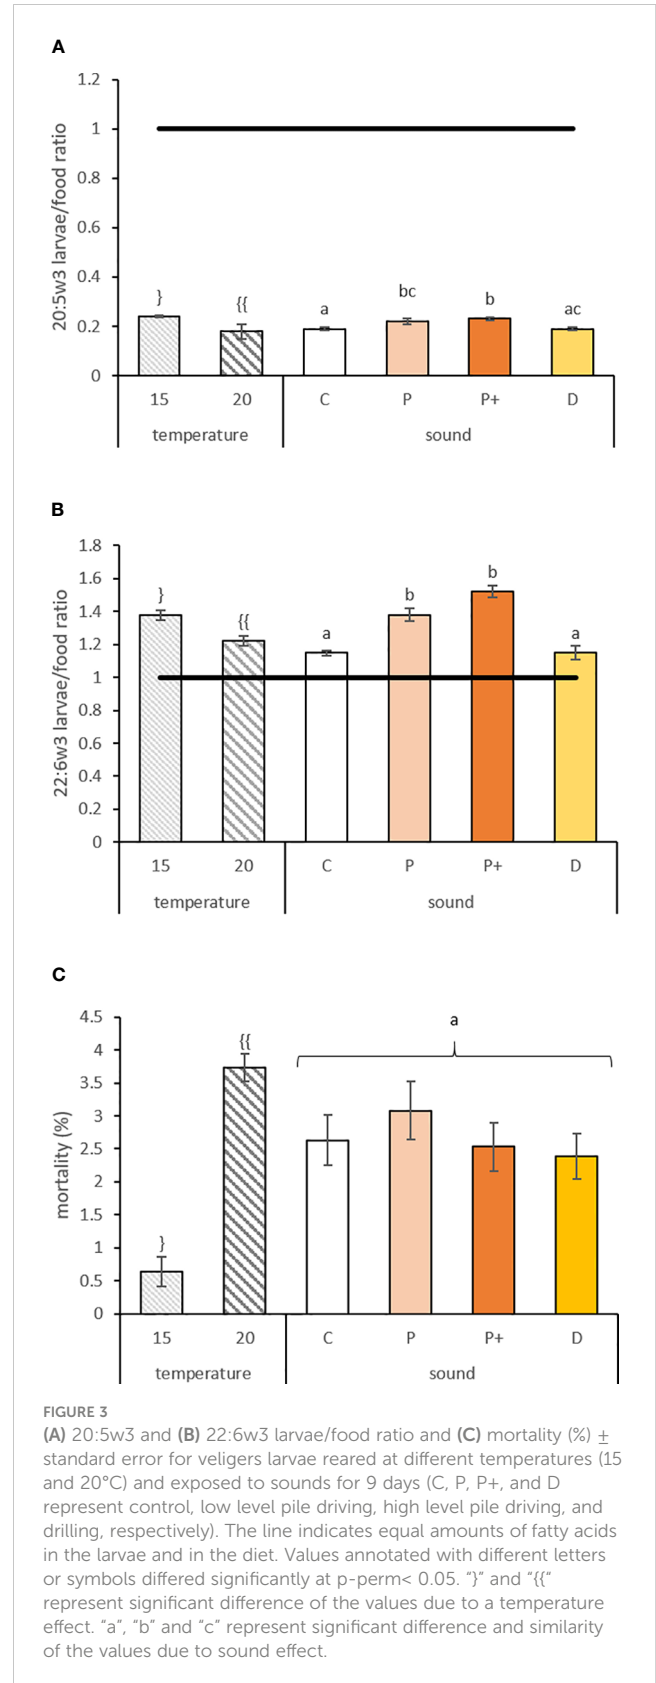 A
1.2
1
0.8
0.6
0.4
0.2
0
20:5w3 larvae/food ratio
} {{ a bc b ac
15 20 C P P+ D
temperature sound
B
1.8
1.6
1.4
1.2
1
0.8
0.6
0.4
0.2
0
22:6w3 larvae/food ratio
} {{ a b b a
15 20 C P P+ D
temperature sound
C
4.5
4
3.5
3
2.5
2
1.5
1
0.5
0
mortality (%)
} {{ a
15 20 C P P+ D
temperature sound
FIGURE 3
(A) 20:5w3 and (B) 22:6w3 larvae/food ratio and (C) mortality (%) ±
standard error for veligers larvae reared at different temperatures (15
and 20°C) and exposed to sounds for 9 days (C, P, P+, and D
represent control, low level pile driving, high level pile driving, and
drilling, respectively). The line indicates equal amounts of fatty acids
in the larvae and in the diet. Values annotated with different letters
or symbols differed significantly at p-perm< 0.05. “}” and “{{”
represent significant difference of the values due to a temperature
effect. “a”, “b” and “c” represent significant difference and similarity
of the values due to sound effect.